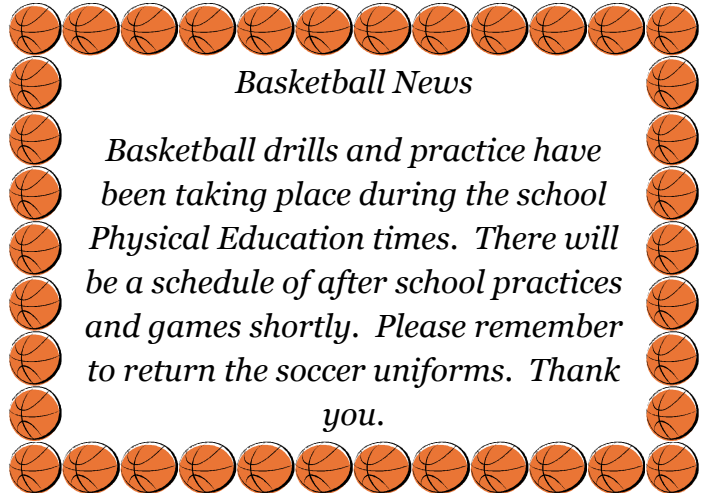 Basketball News
Basketball drills and practice have
been taking place during the school
Physical Education times.  There will
be a schedule of after school practices
and games shortly.  Please remember
to return the soccer uniforms.  Thank
you.